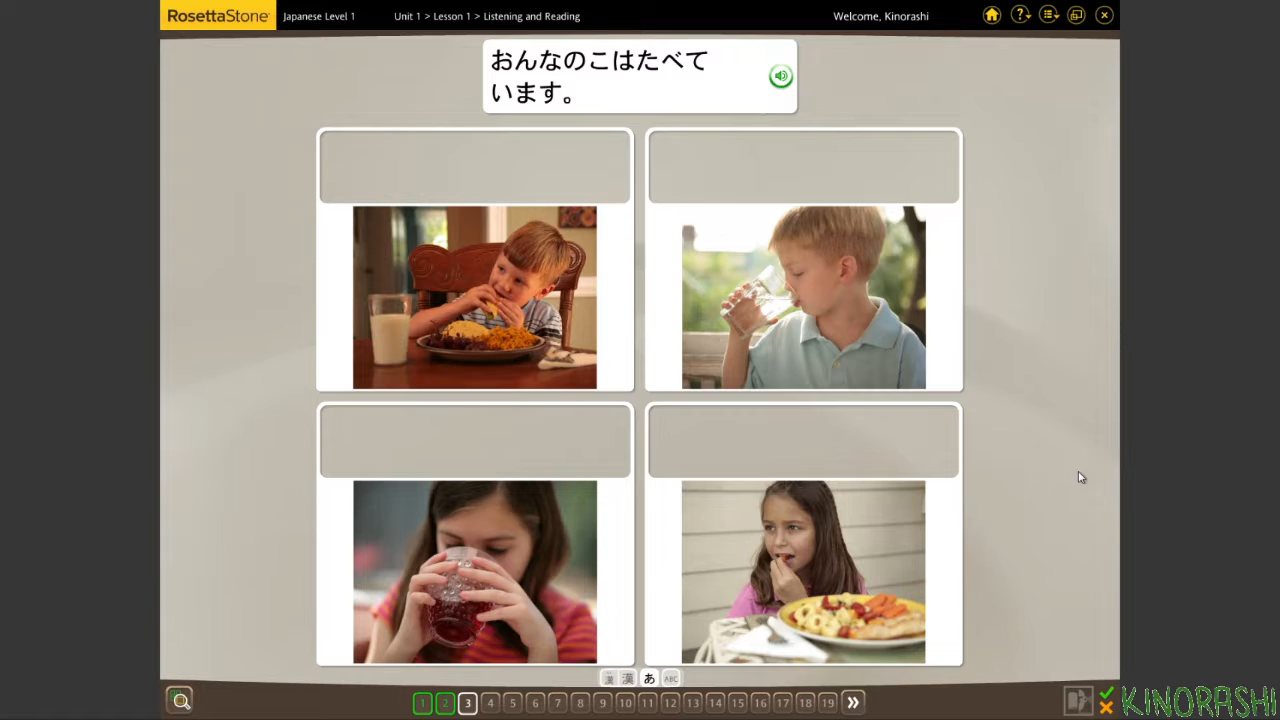 RosettaStone
Japanese Level 1
Unit 1 > Lesson 1 > Listening and Reading
Welcome, Kinorashi
おんなのこはたべて
います。
漢 漢 あ ABC
1 2 3 4 5 6 7 8 9 10 11 12 13 14 15 16 17 18 19
KINORASHI